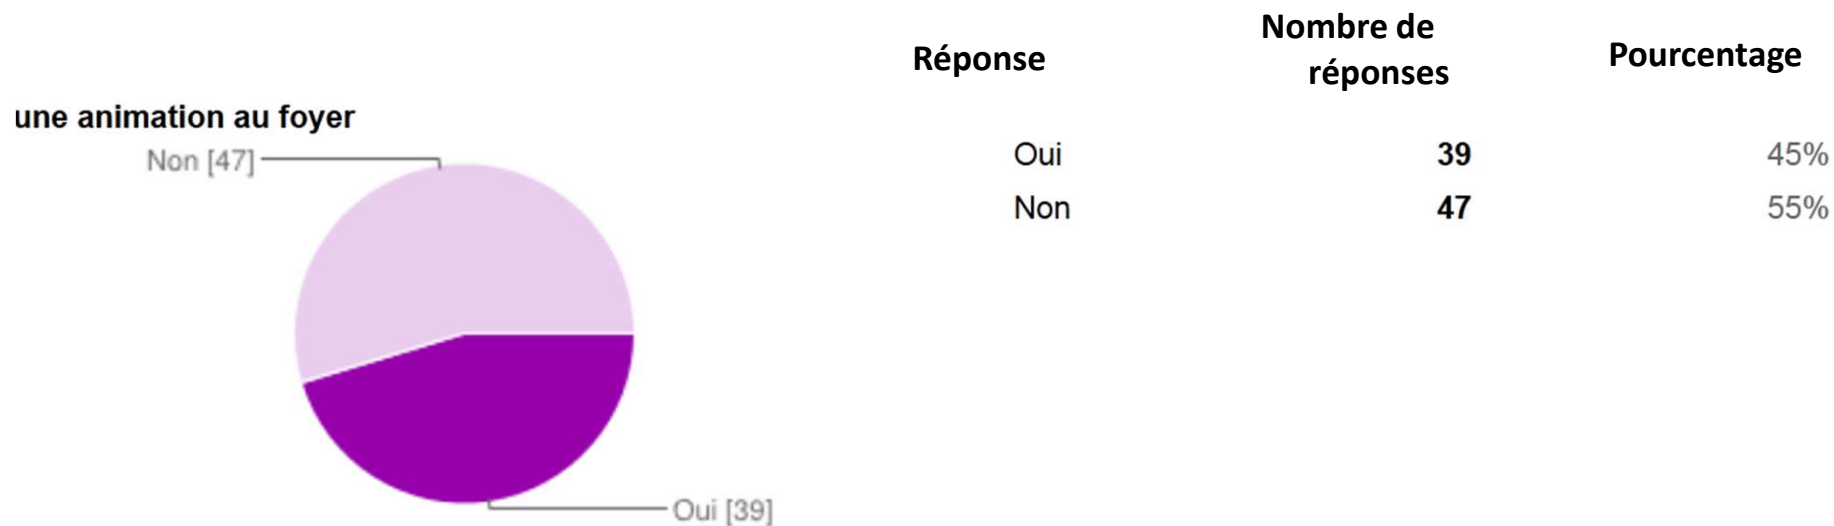 une animation au foyer
Non [47]
Oui [39]
Réponse Nombre de réponses Pourcentage
Oui 39 45%
Non 47 55%